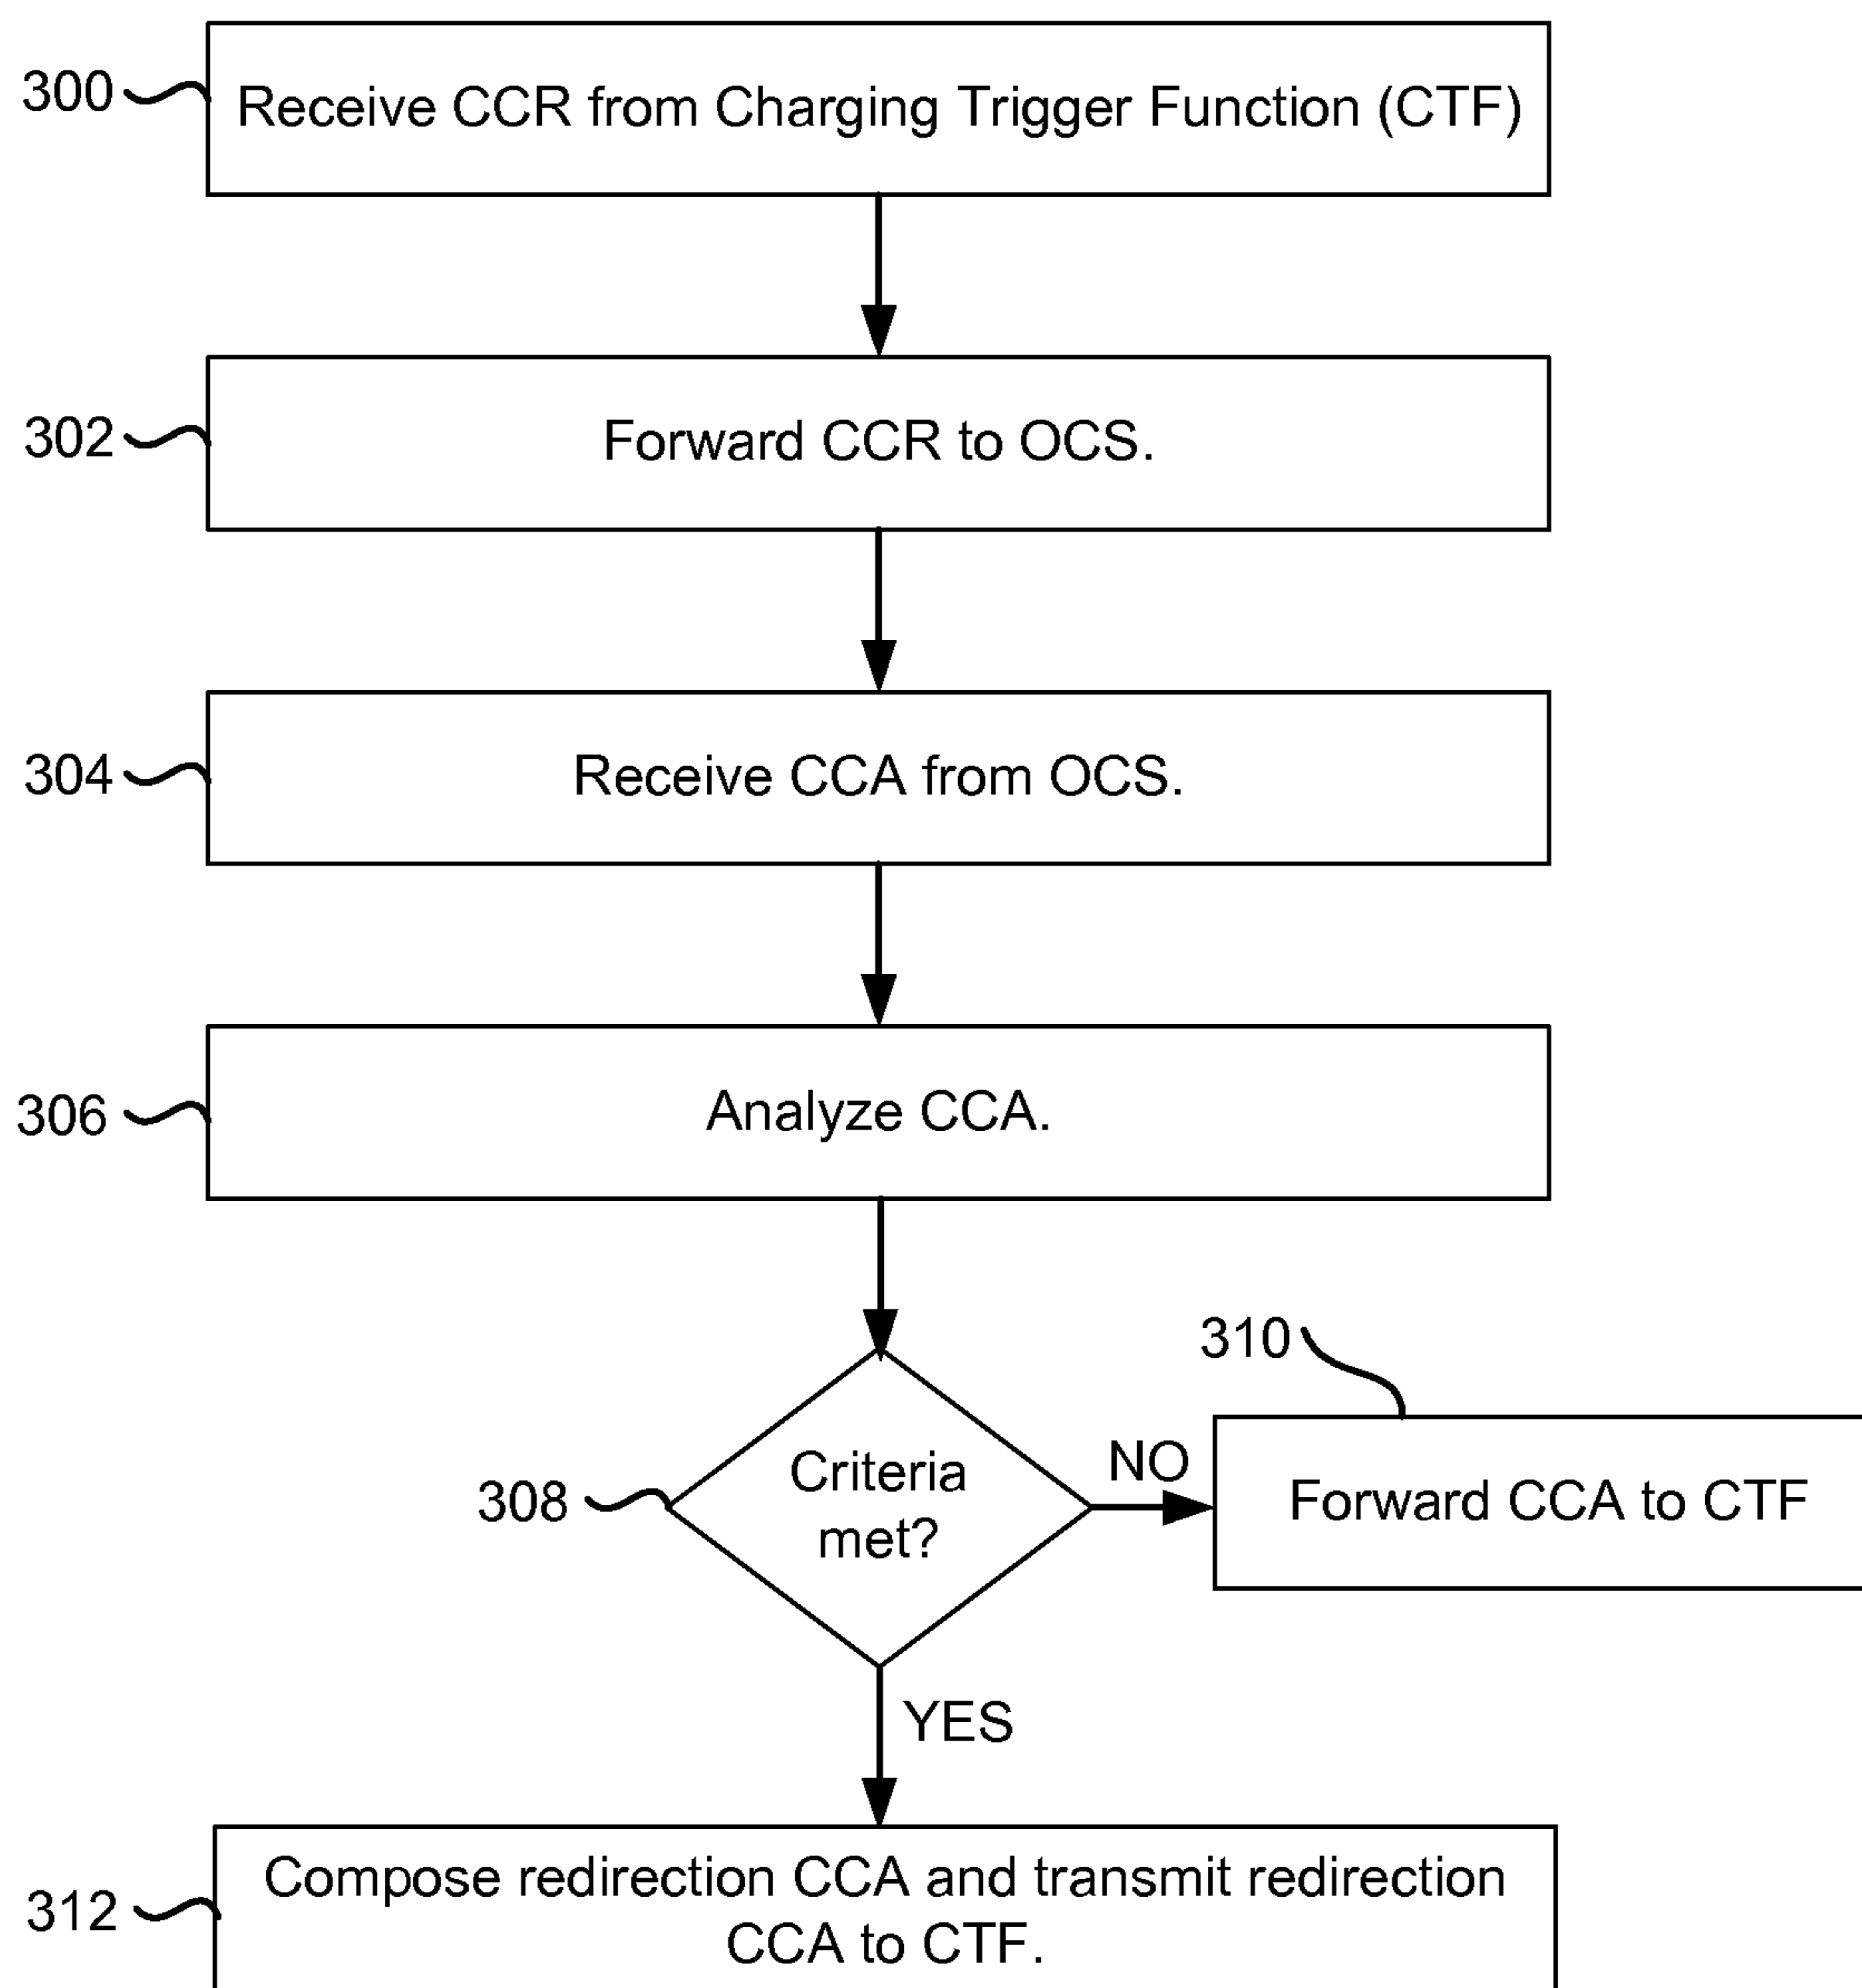 300
Receive CCR from Charging Trigger Function (CTF)
302
Forward CCR to OCS.
304
Receive CCA from OCS.
306
Analyze CCA.
308
Criteria
met?
NO
310
Forward CCA to CTF
YES
312
Compose redirection CCA and transmit redirection
CCA to CTF.